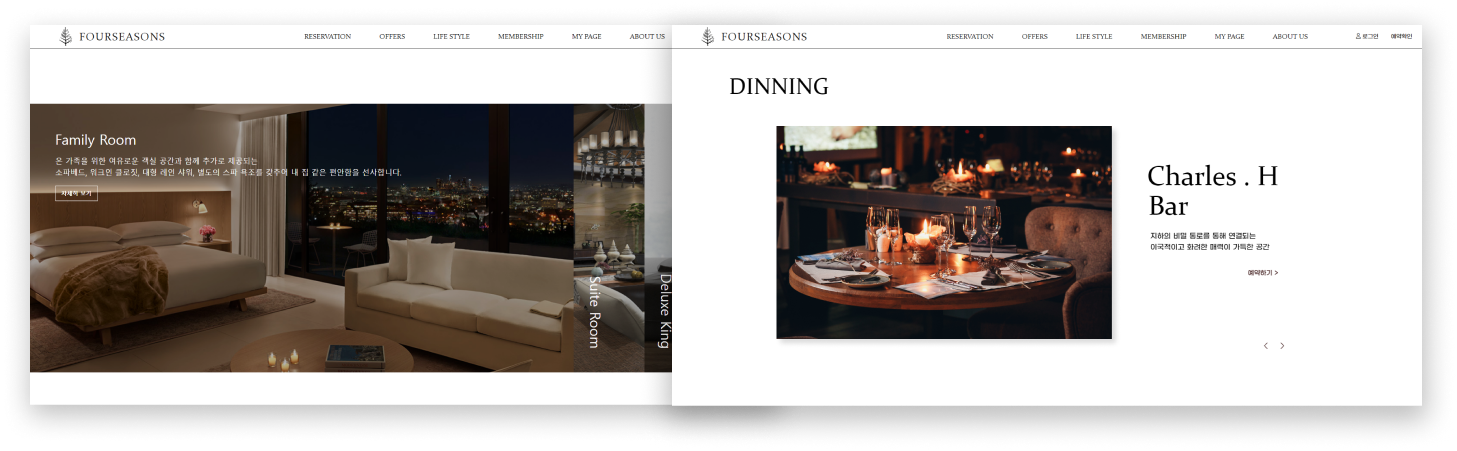 FOURSEASONS
RESERVATION OFFERS LIFE STYLE MEMBERSHIP MY PAGE ABOUT US
Family Room
온 가족을 위한 여유로운 객실 공간과 함께 추가로 제공되는
소파베드, 워크인 클로짓, 대형 레인 샤워, 별도의 스파 욕조를 갖추어 내 집 같은 편안함을 선사합니다.
자세히 보기
Suite Room
Deluxe King
FOURSEASONS
RESERVATION OFFERS LIFE STYLE MEMBERSHIP MY PAGE ABOUT US 로그인 예약확인
DINNING
Charles . H
Bar
지하의 비밀 통로를 통해 연결되는
이국적이고 화려한 매력이 가득한 공간
예약하기 >